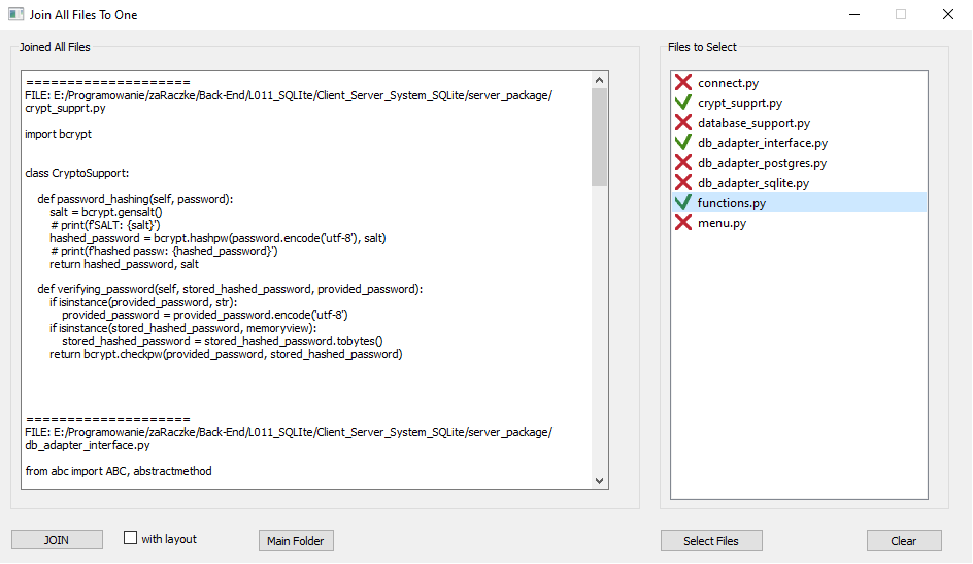 Join All Files To One
Joined All Files
====================
FILE: E:/Programowanie/zaRaczke/Back-End/L011_SQLIte/Client_Server_System_SQLite/server_package/
crypt_supprt.py
import bcrypt
class CryptoSupport:
def password_hashing(self, password):
salt = bcrypt.gensalt()
# print(f'SALT: {salt}')
hashed_password = bcrypt.hashpw(password.encode('utf-8'), salt)
# print(f'hashed passw: {hashed_password}')
return hashed_password, salt
def verifying_password(self, stored_hashed_password, provided_password):
if isinstance(provided_password, str):
provided_password = provided_password.encode('utf-8')
if isinstance(stored_hashed_password, memoryview):
stored_hashed_password = stored_hashed_password.tobytes()
return bcrypt.checkpw(provided_password, stored_hashed_password)
====================
FILE: E:/Programowanie/zaRaczke/Back-End/L011_SQLIte/Client_Server_System_SQLite/server_package/
db_adapter_interface.py
from abc import ABC, abstractmethod
Files to Select
connect.py
crypt_supprt.py
database_support.py
db_adapter_interface.py
db_adapter_postgres.py
db_adapter_sqlite.py
functions.py
menu.py
JOIN
with layout
Main Folder
Select Files
Clear